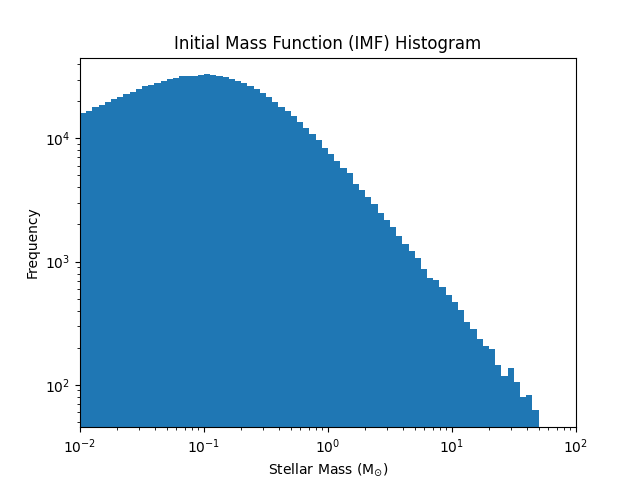 Initial Mass Function (IMF) Histogram
Frequency
10⁴
10³
10²
10⁻²
10⁻¹
10⁰
10¹
10²
Stellar Mass (M⊙)